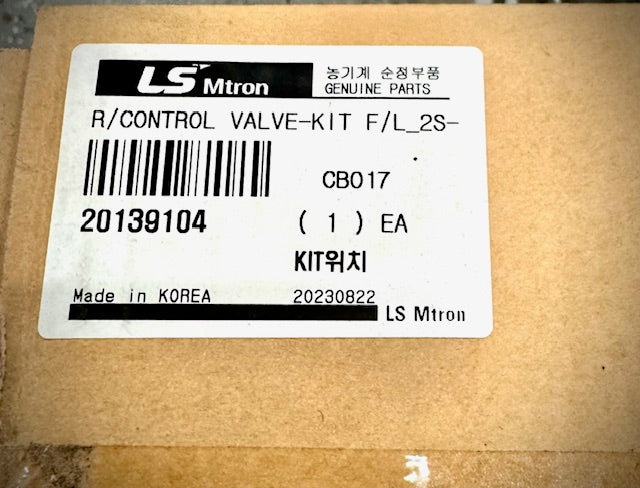 LS Mtron
농기계 순정부품
GENUINE PARTS
R/CONTROL VALVE-KIT F/L_2S-
CB017
20139104 ( 1 ) EA
KIT위치
Made in KOREA 20230822
LS Mtron